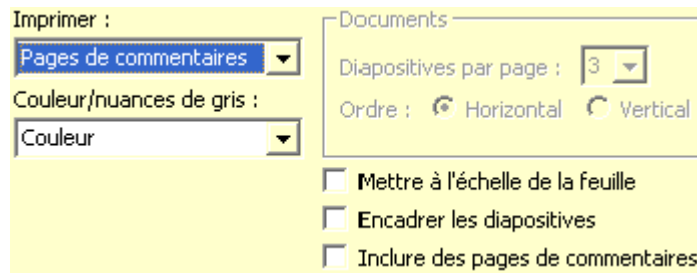 Imprimer :
Pages de commentaires
Couleur/nuances de gris :
Couleur
Documents
Diapositives par page : 3
Ordre : Horizontal Vertical
Mettre à l'échelle de la feuille
Encadrer les diapositives
Inclure des pages de commentaires